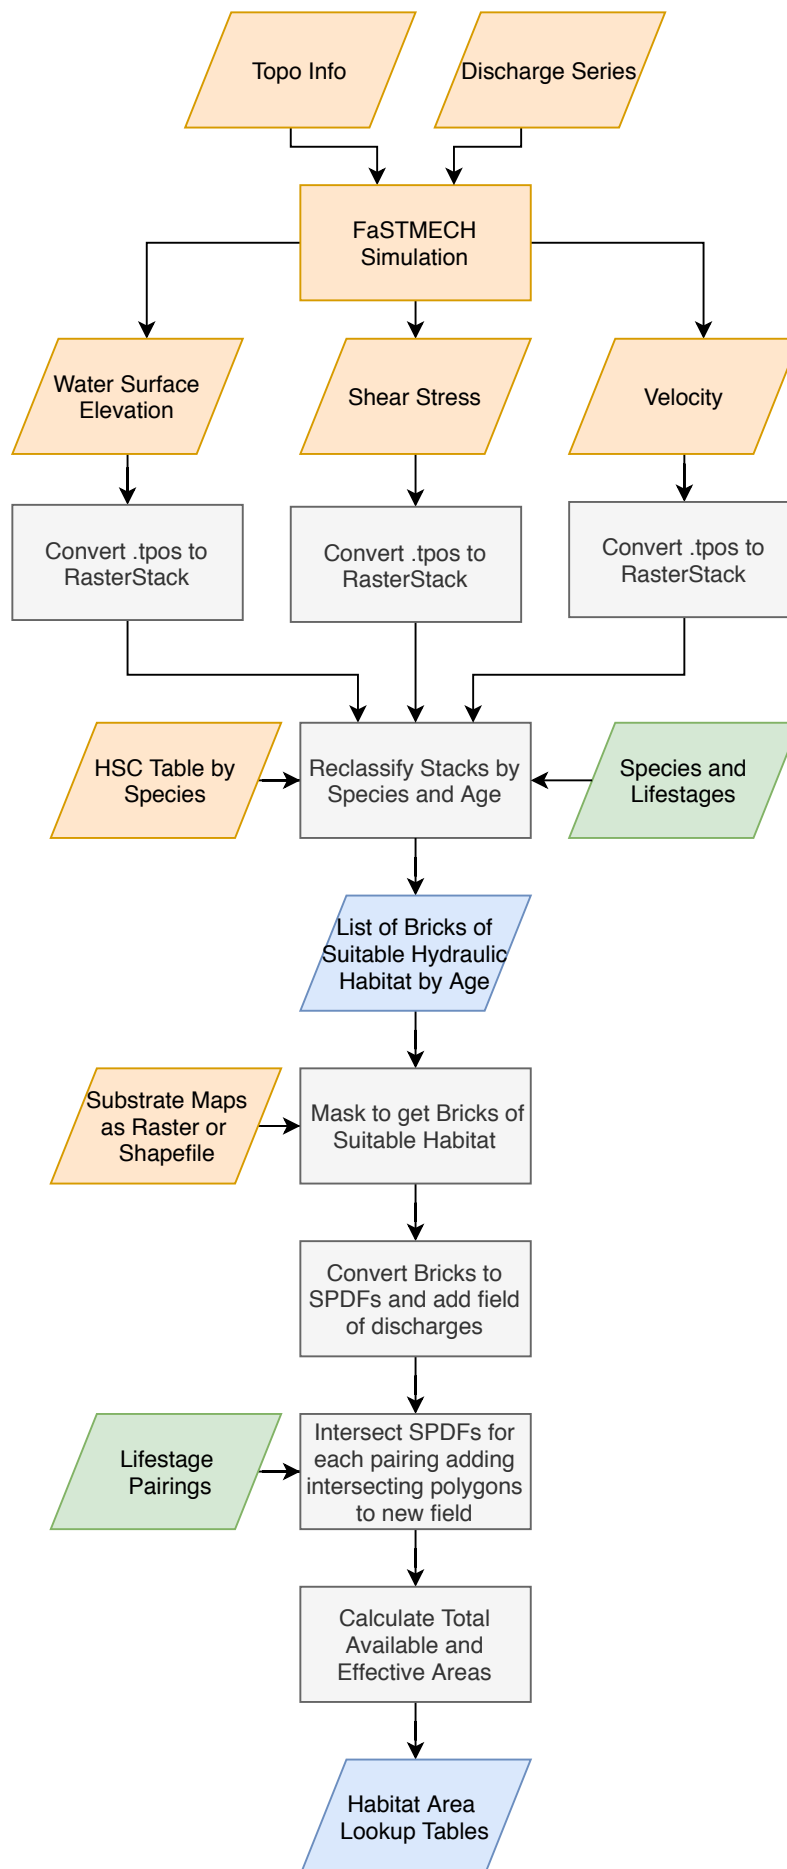 Topo Info
Discharge Series
FaSTMECH
Simulation
Water Surface
Elevation
Shear Stress
Velocity
Convert .tpos to
RasterStack
Convert .tpos to
RasterStack
Convert .tpos to
RasterStack
HSC Table by
Species
Reclassify Stacks by
Species and Age
Species and
Lifestages
List of Bricks of
Suitable Hydraulic
Habitat by Age
Substrate Maps
as Raster or
Shapefile
Mask to get Bricks of
Suitable Habitat
Convert Bricks to
SPDFs and add field
of discharges
Lifestage
Pairings
Intersect SPDFs for
each pairing adding
intersecting polygons
to new field
Calculate Total
Available and
Effective Areas
Habitat Area
Lookup Tables